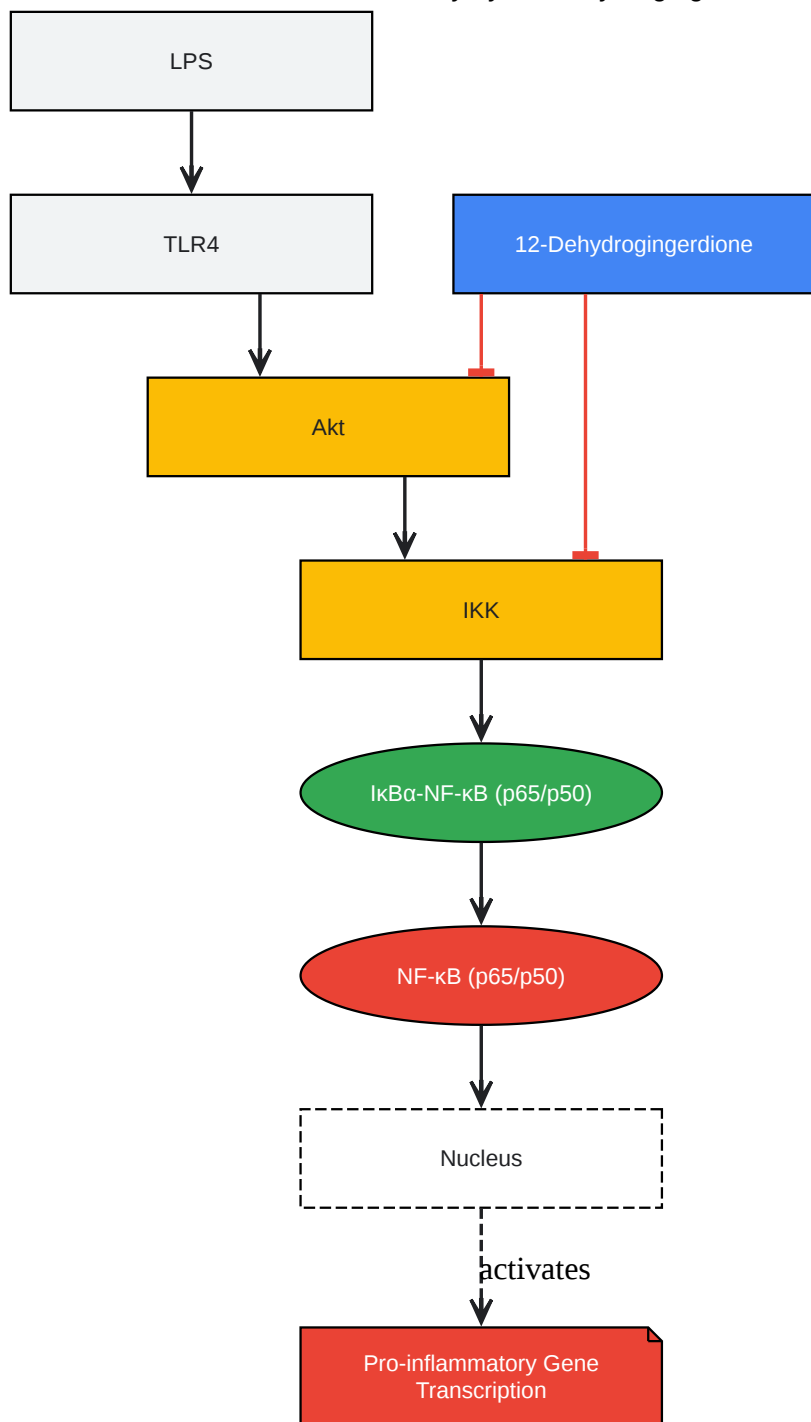 LPS
TLR4
12-Dehydrogingerdione
Akt
IKK
IκBα-NF-κB (p65/p50)
NF-κB (p65/p50)
Nucleus
activates
Pro-inflammatory Gene
Transcription